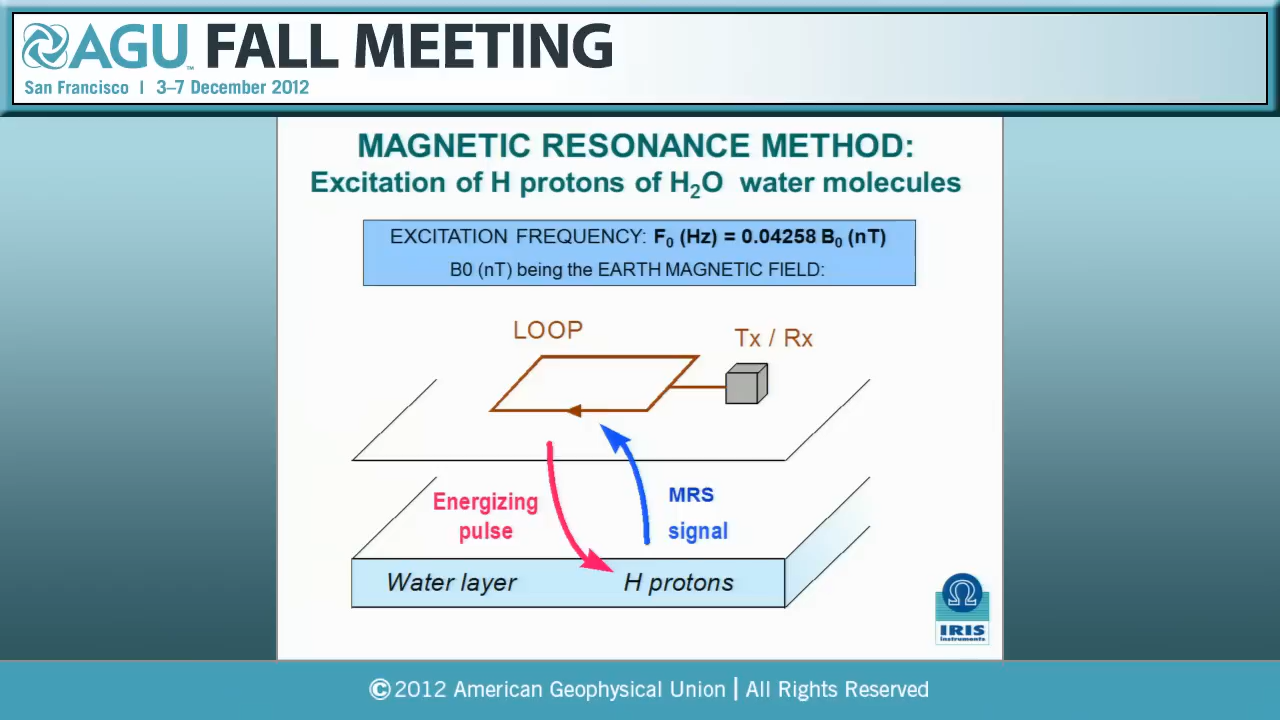 AGU™ FALL MEETING
San Francisco | 3–7 December 2012
MAGNETIC RESONANCE METHOD:
Excitation of H protons of H₂O water molecules
EXCITATION FREQUENCY: F₀ (Hz) = 0.04258 B₀ (nT)
B0 (nT) being the EARTH MAGNETIC FIELD:
LOOP
Tx / Rx
Energizing
pulse
MRS
signal
Water layer
H protons
Ω
IRIS
Instruments
©2012 American Geophysical Union | All Rights Reserved